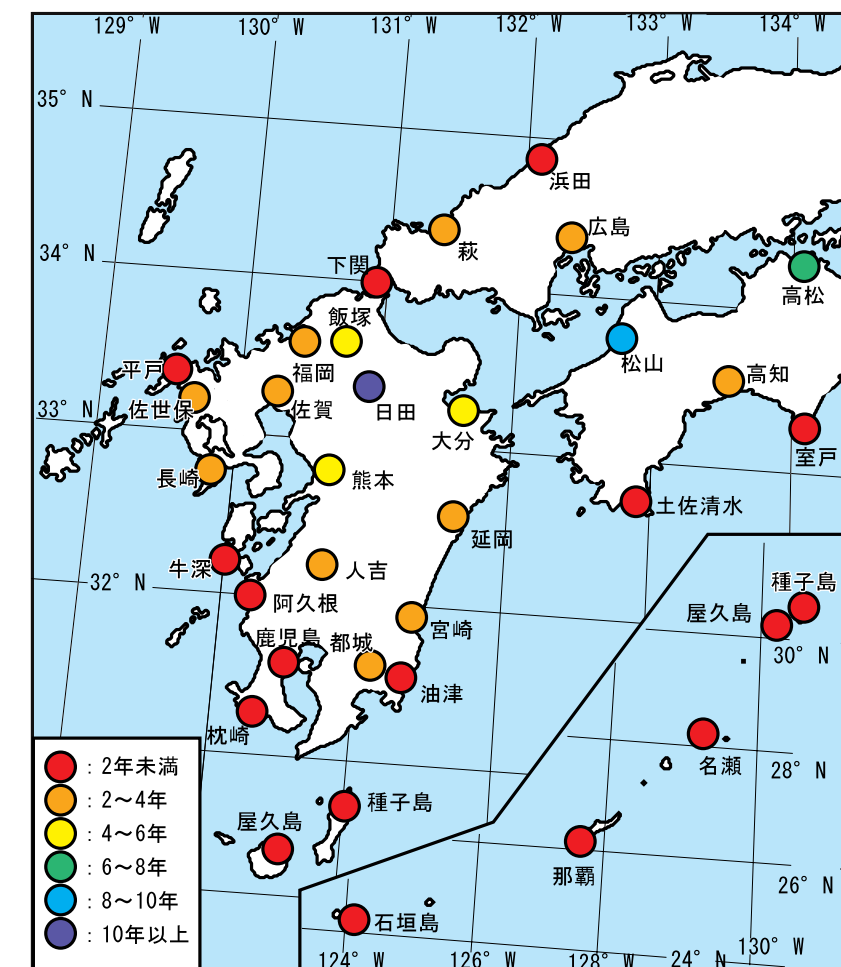 129° W
130° W
131° W
132° W
133° W
134° W
35° N
浜田
34° N
広島
萩
下関
高松
飯塚
松山
平戸
福岡
高知
33° N
佐世保
佐賀
日田
大分
室戸
長崎
熊本
土佐清水
延岡
牛深
人吉
32° N
阿久根
種子島
屋久島
宮崎
鹿児島
都城
30° N
油津
枕崎
名瀬
28° N
: 2年未満
: 2〜4年
: 4〜6年
: 6〜8年
: 8〜10年
: 10年以上
種子島
屋久島
那覇
26° N
石垣島
124° W
126° W
128° W
24° N
130° W